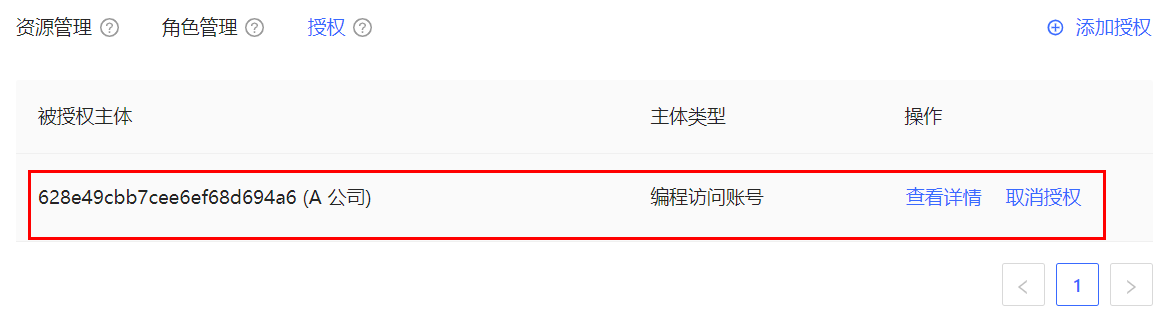 资源管理 角色管理 授权 添加授权
被授权主体 主体类型 操作
628e49cbb7cee6ef68d694a6 (A 公司) 编程访问账号 查看详情 取消授权
1